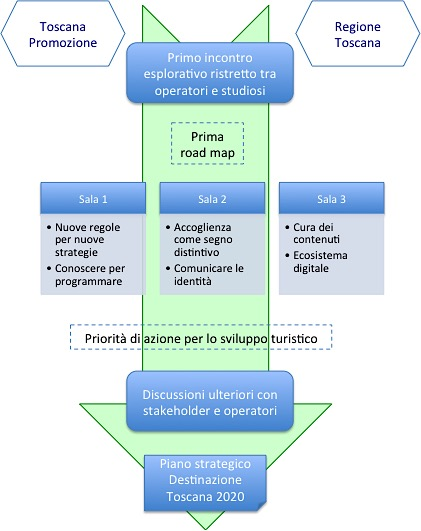 Toscana
Promozione
Regione
Toscana
Primo incontro
esplorativo ristretto tra
operatori e studiosi
Prima
road map
Sala 1
• Nuove regole
per nuove
strategie
• Conoscere per
programmare
Sala 2
• Accoglienza
come segno
distintivo
• Comunicare le
identità
Sala 3
• Cura dei
contenuti
• Ecosistema
digitale
Priorità di azione per lo sviluppo turistico
Discussioni ulteriori con
stakeholder e operatori
Piano strategico
Destinazione
Toscana 2020